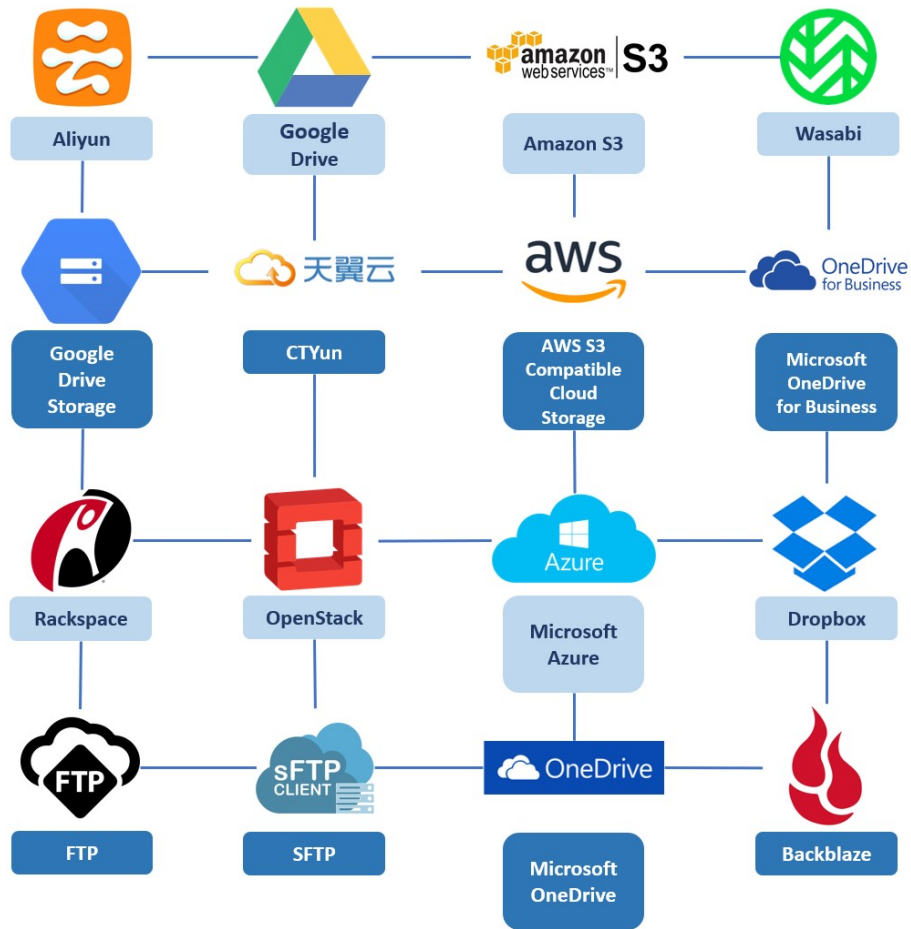 云
amazon
webservices™ S3
Aliyun
Google
Drive
Amazon S3
Wasabi
天翼云
aws
OneDrive
for Business
Google
Drive
Storage
CTYun
AWS S3
Compatible
Cloud
Storage
Microsoft
OneDrive
for Business
Azure
Rackspace
OpenStack
Microsoft
Azure
Dropbox
FTP
sFTP
CLIENT
OneDrive
FTP
SFTP
Microsoft
OneDrive
Backblaze